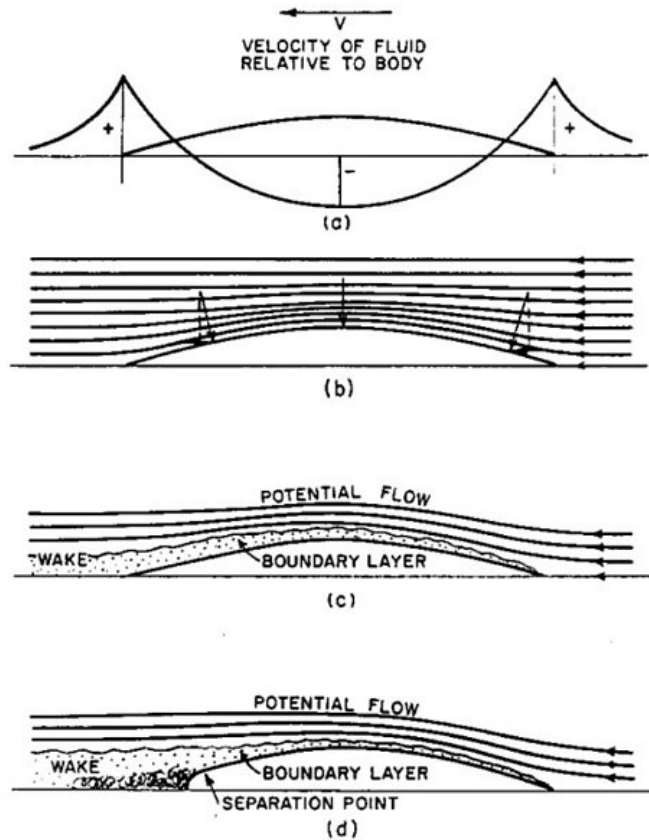 V
VELOCITY OF FLUID
RELATIVE TO BODY
+
+
-
(a)
(b)
POTENTIAL FLOW
WAKE
BOUNDARY LAYER
(c)
POTENTIAL FLOW
WAKE
BOUNDARY LAYER
SEPARATION POINT
(d)